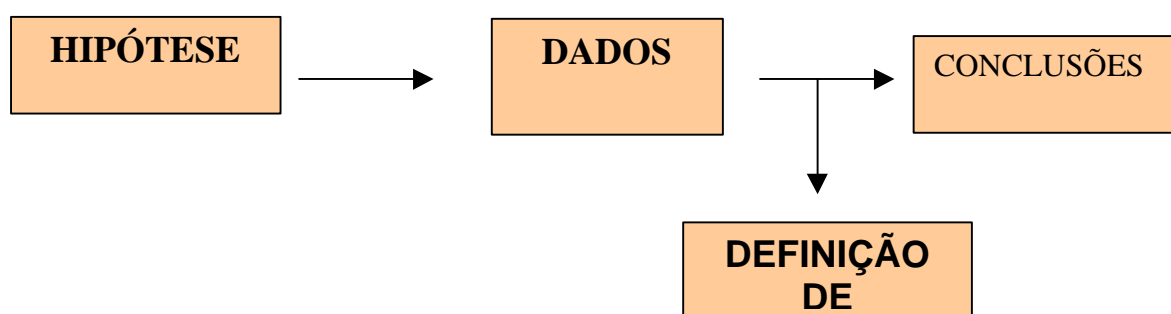 HIPÓTESE
DADOS
CONCLUSÕES
DEFINIÇÃO
DE